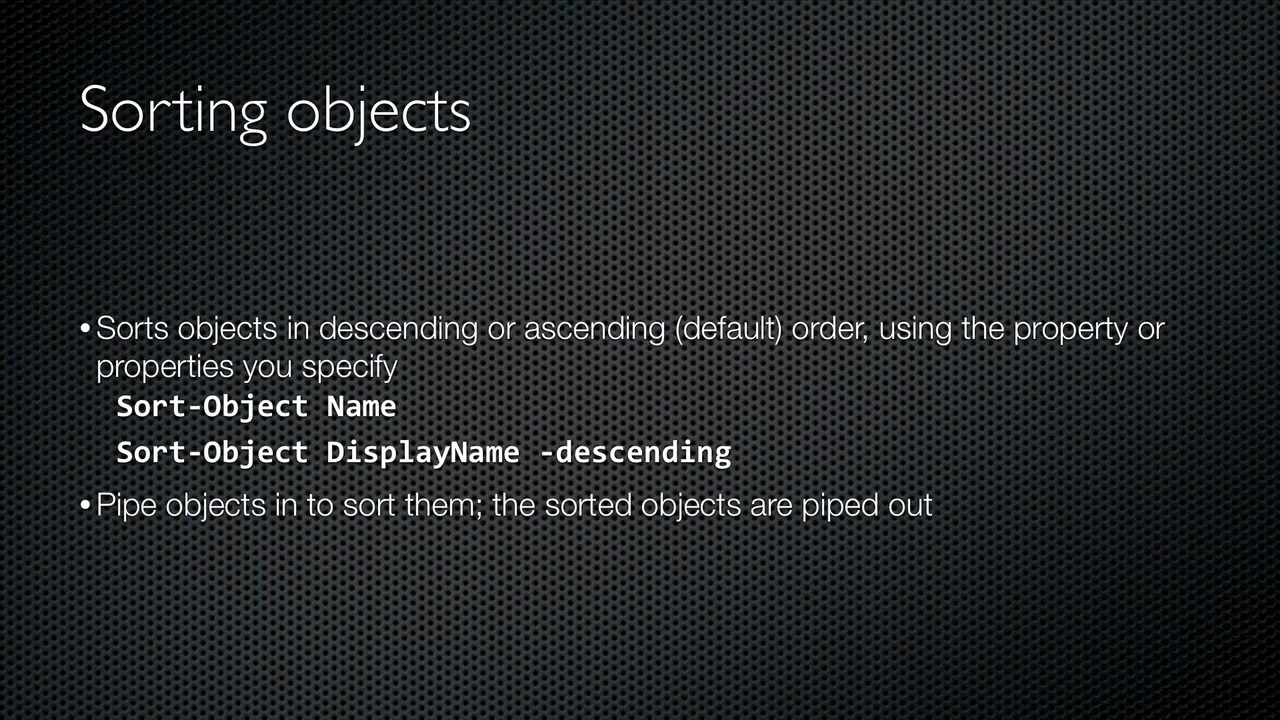 Sorting objects
• Sorts objects in descending or ascending (default) order, using the property or
properties you specify
Sort-Object Name
Sort-Object DisplayName -descending
• Pipe objects in to sort them; the sorted objects are piped out